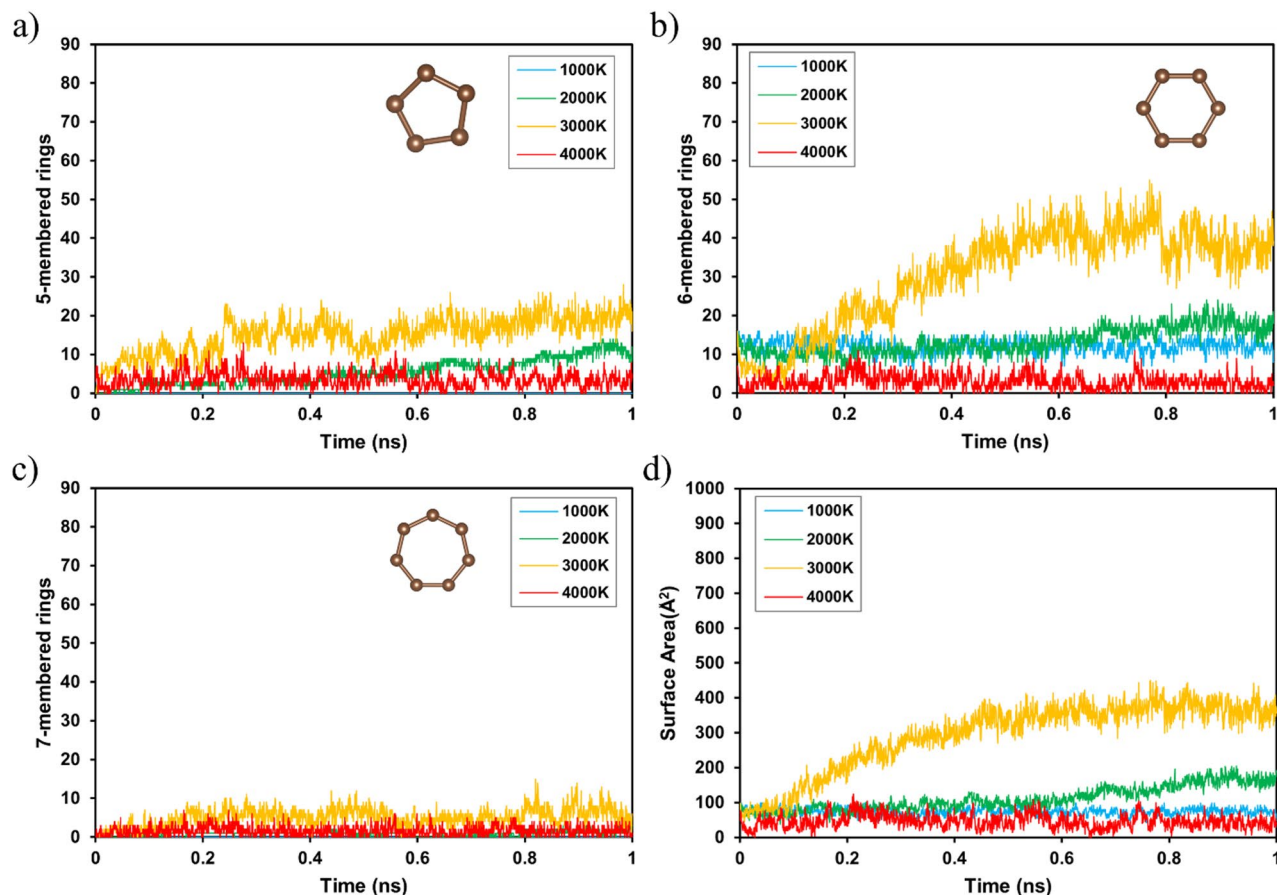 a)
90
80
70
60
50
40
30
20
10
0
5-membered rings
1000K
2000K
3000K
4000K
0 0.2 0.4 0.6 0.8 1
Time (ns)
b)
90
80
70
60
50
40
30
20
10
0
6-membered rings
1000K
2000K
3000K
4000K
0 0.2 0.4 0.6 0.8 1
Time (ns)
c)
90
80
70
60
50
40
30
20
10
0
7-membered rings
1000K
2000K
3000K
4000K
0 0.2 0.4 0.6 0.8 1
Time (ns)
d)
1000
900
800
700
600
500
400
300
200
100
0
Surface Area(Å²)
1000K
2000K
3000K
4000K
0 0.2 0.4 0.6 0.8 1
Time (ns)